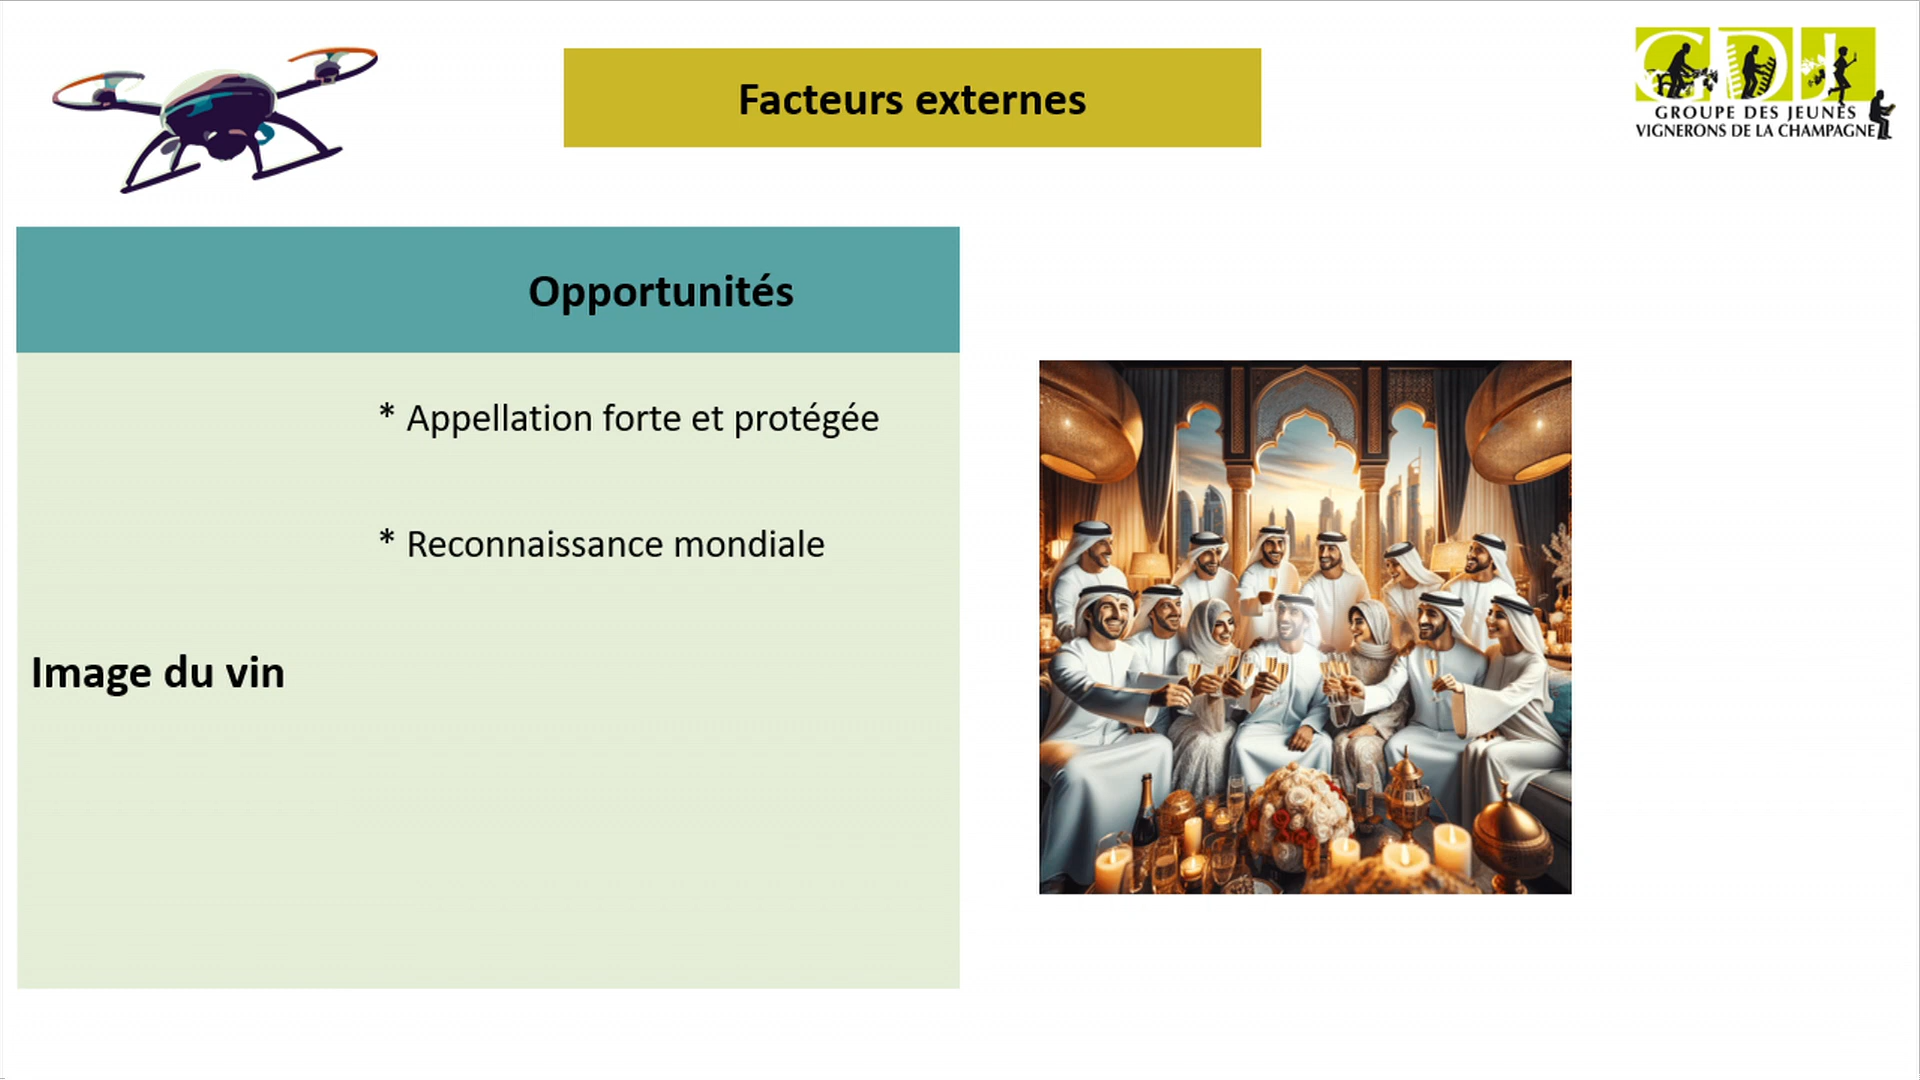 Facteurs externes
GDJ
GROUPE DES JEUNES
VIGNERONS DE LA CHAMPAGNE
Opportunités
* Appellation forte et protégée
* Reconnaissance mondiale
Image du vin